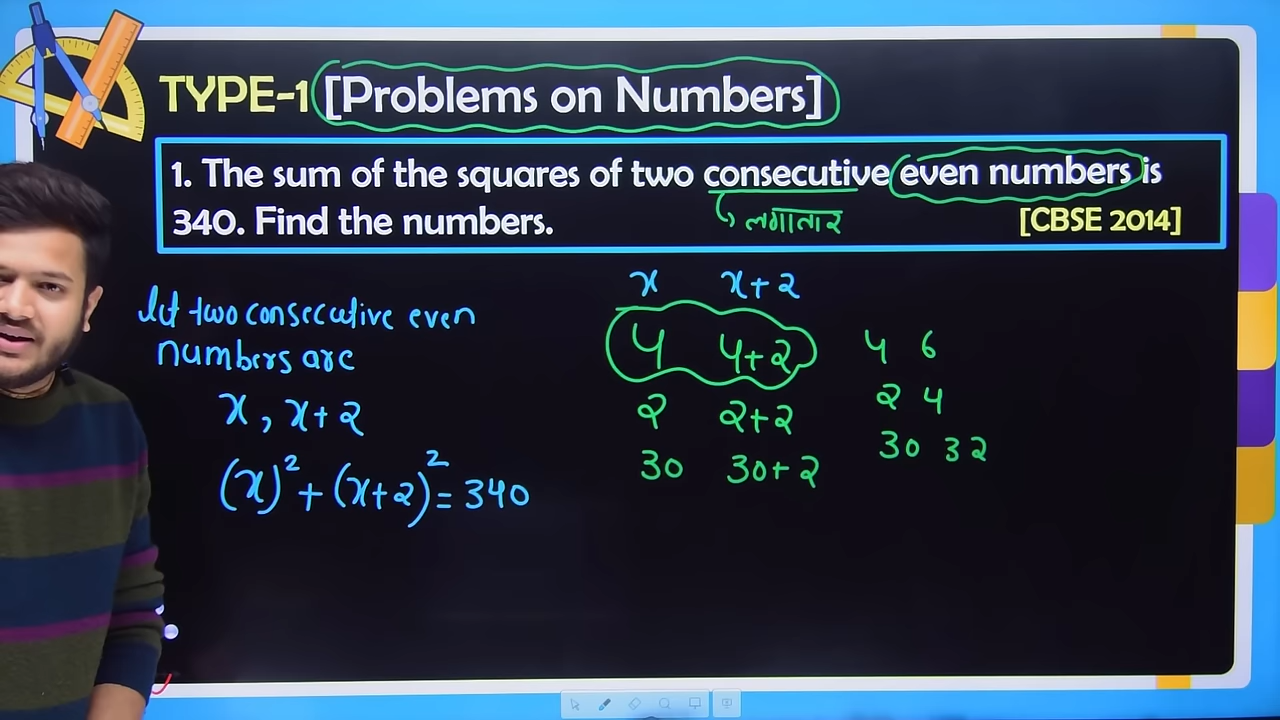 TYPE-1 [Problems on Numbers]
1. The sum of the squares of two consecutive even numbers is
340. Find the numbers.
[CBSE 2014]
लगातार
let two consecutive even
numbers are
x, x+2
(x)²+(x+2)²=340
x x+2
4 4+2
2 2+2
30 30+2
4 6
2 4
30 32